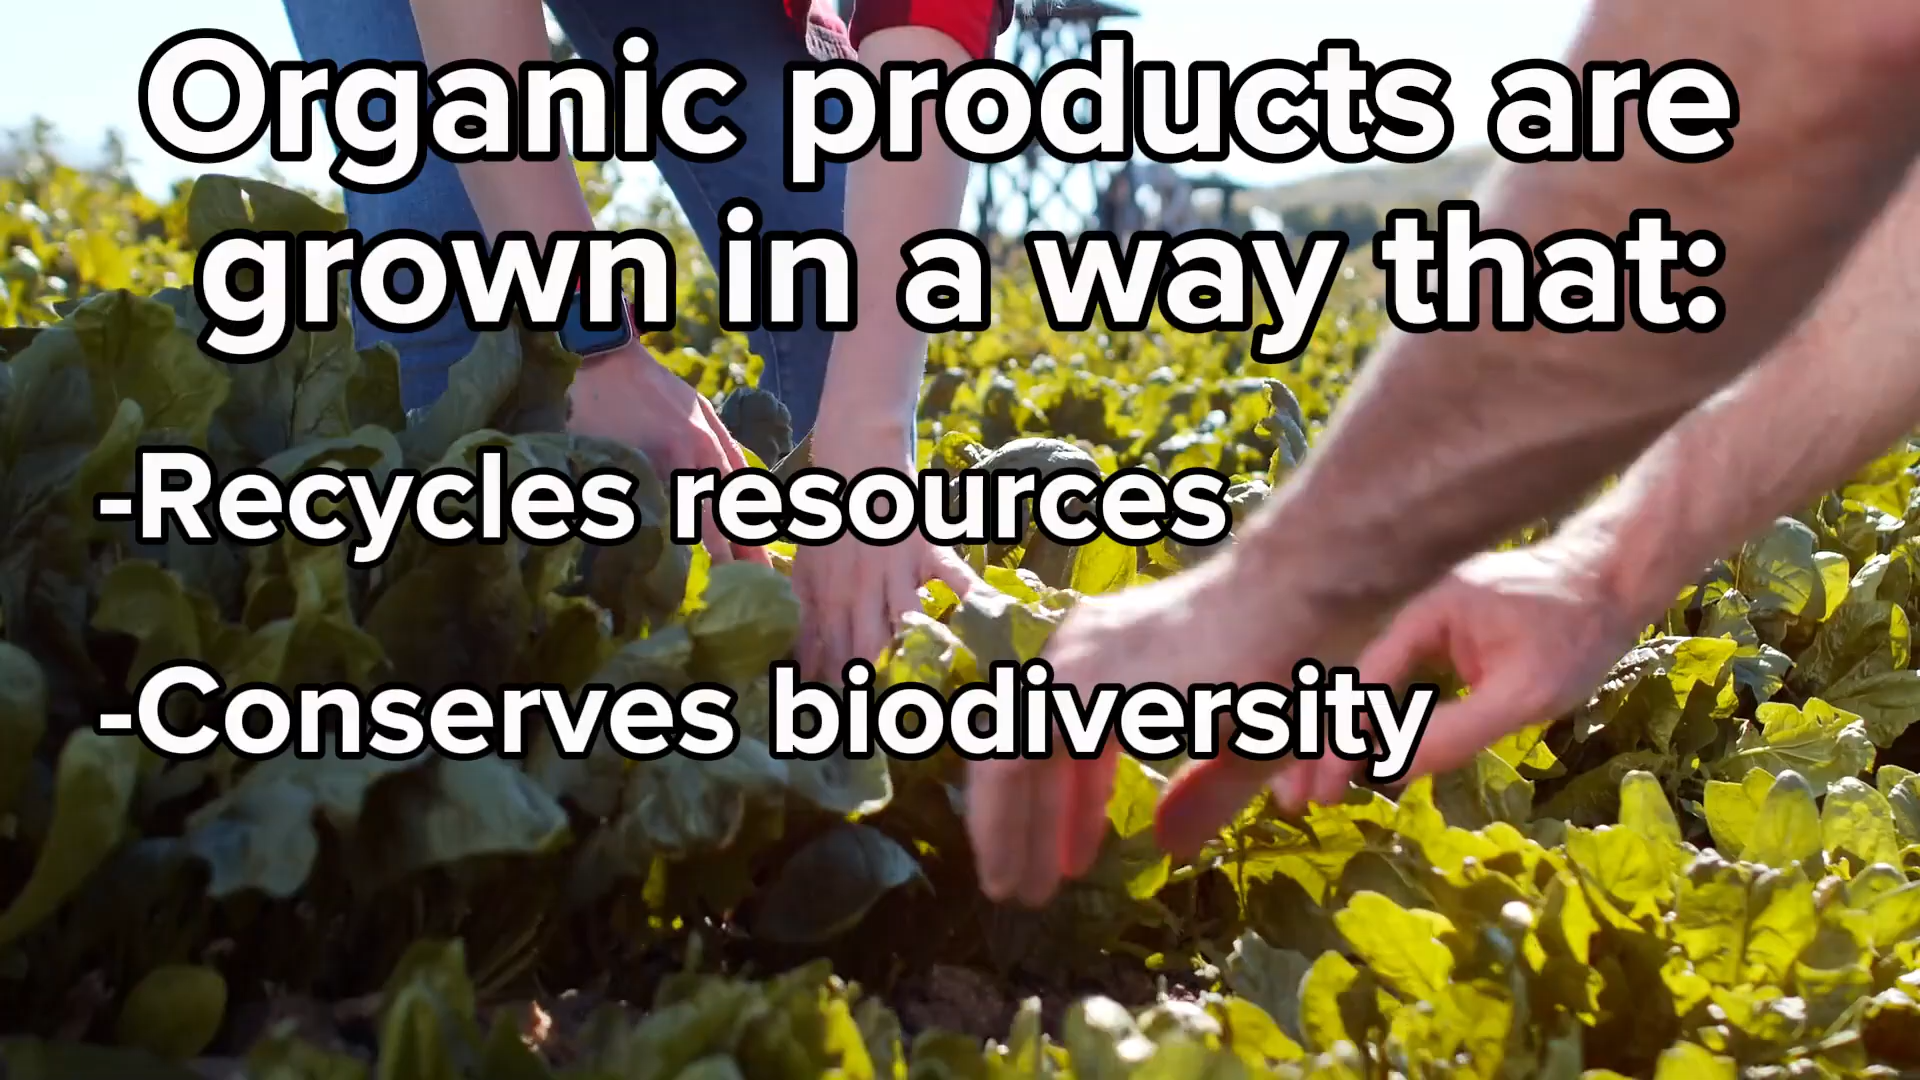 Organic products are
grown in a way that:
-Recycles resources
-Conserves biodiversity